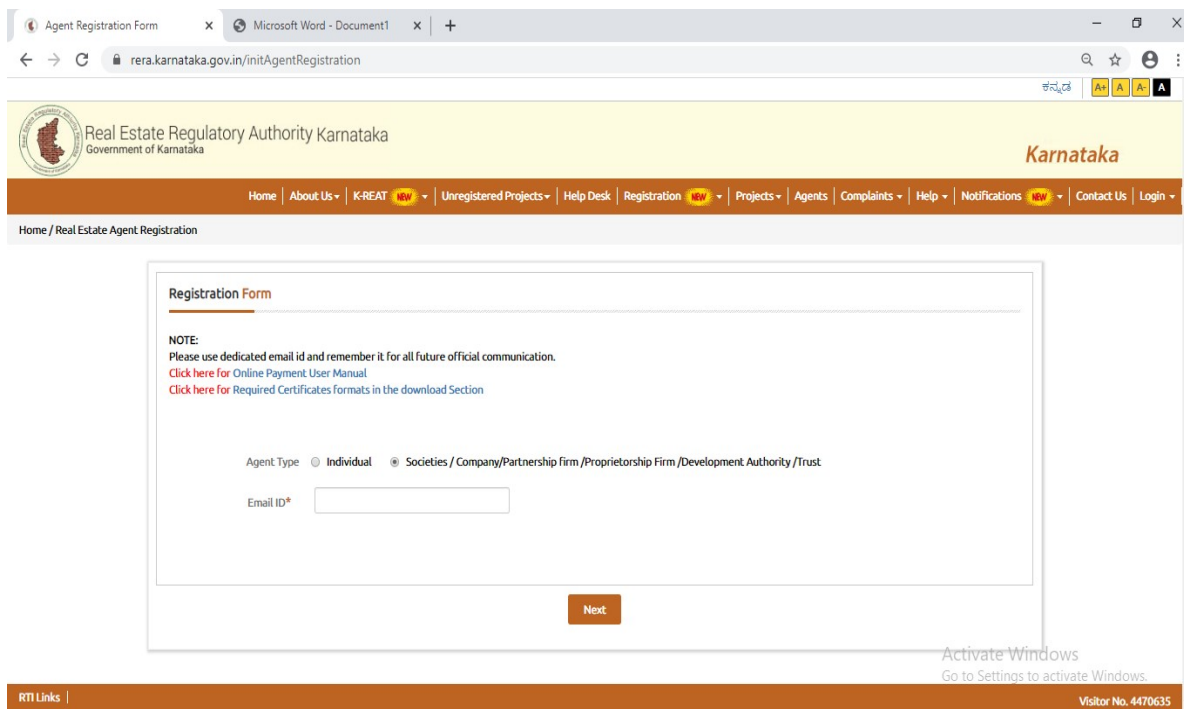 Agent Registration Form
Microsoft Word - Document1
rera.karnataka.gov.in/initAgentRegistration
ಕನ್ನಡ A+ A A- A
Real Estate Regulatory Authority Karnataka
Government of Karnataka
Karnataka
Home About Us K-REAT NEW Unregistered Projects Help Desk Registration NEW Projects Agents Complaints Help Notifications NEW Contact Us Login
Home / Real Estate Agent Registration
Registration Form
NOTE:
Please use dedicated email id and remember it for all future official communication.
Click here for Online Payment User Manual
Click here for Required Certificates formats in the download Section
Agent Type Individual Societies / Company/Partnership firm /Proprietorship Firm /Development Authority /Trust
Email ID*
Next
Activate Windows
Go to Settings to activate Windows.
RTI Links Visitor No. 4470635